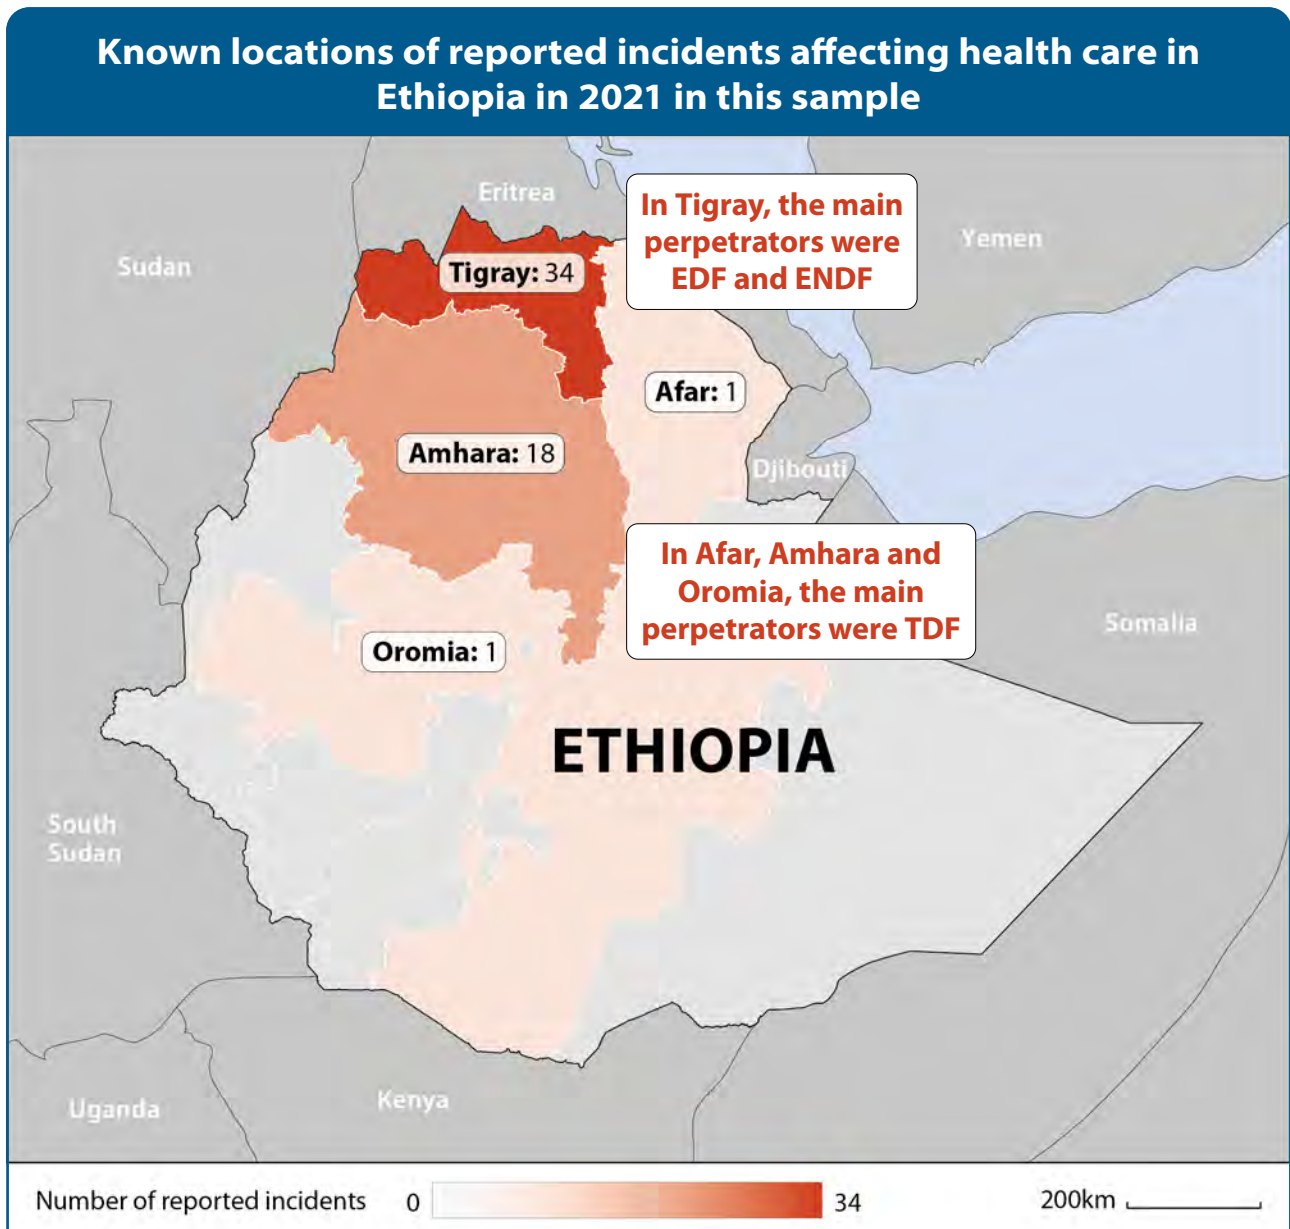 Known locations of reported incidents affecting health care in
Ethiopia in 2021 in this sample
Eritrea
In Tigray, the main
perpetrators were
EDF and ENDF
Yemen
Sudan
Tigray: 34
Afar: 1
Amhara: 18
Djibouti
In Afar, Amhara and
Oromia, the main
perpetrators were TDF
Somalia
Oromia: 1
ETHIOPIA
South
Sudan
Kenya
Uganda
Number of reported incidents 0 34 200km